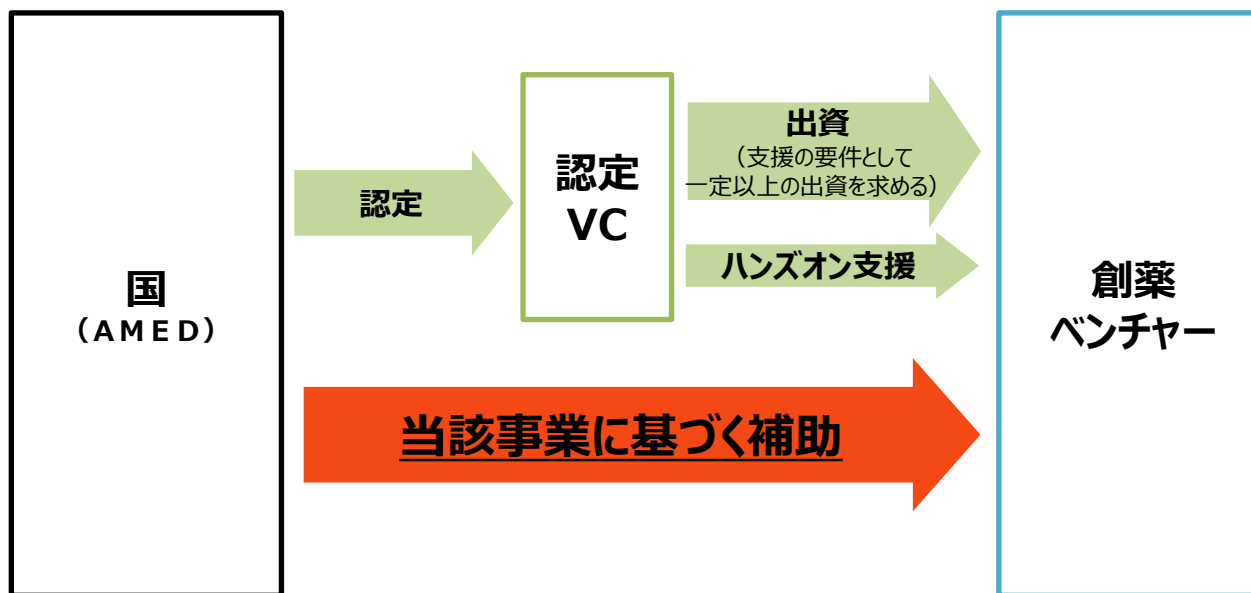 国
（ＡＭＥＤ）
認定
認定
VC
出資
（支援の要件として
一定以上の出資を求める）
ハンズオン支援
当該事業に基づく補助
創薬
ベンチャー